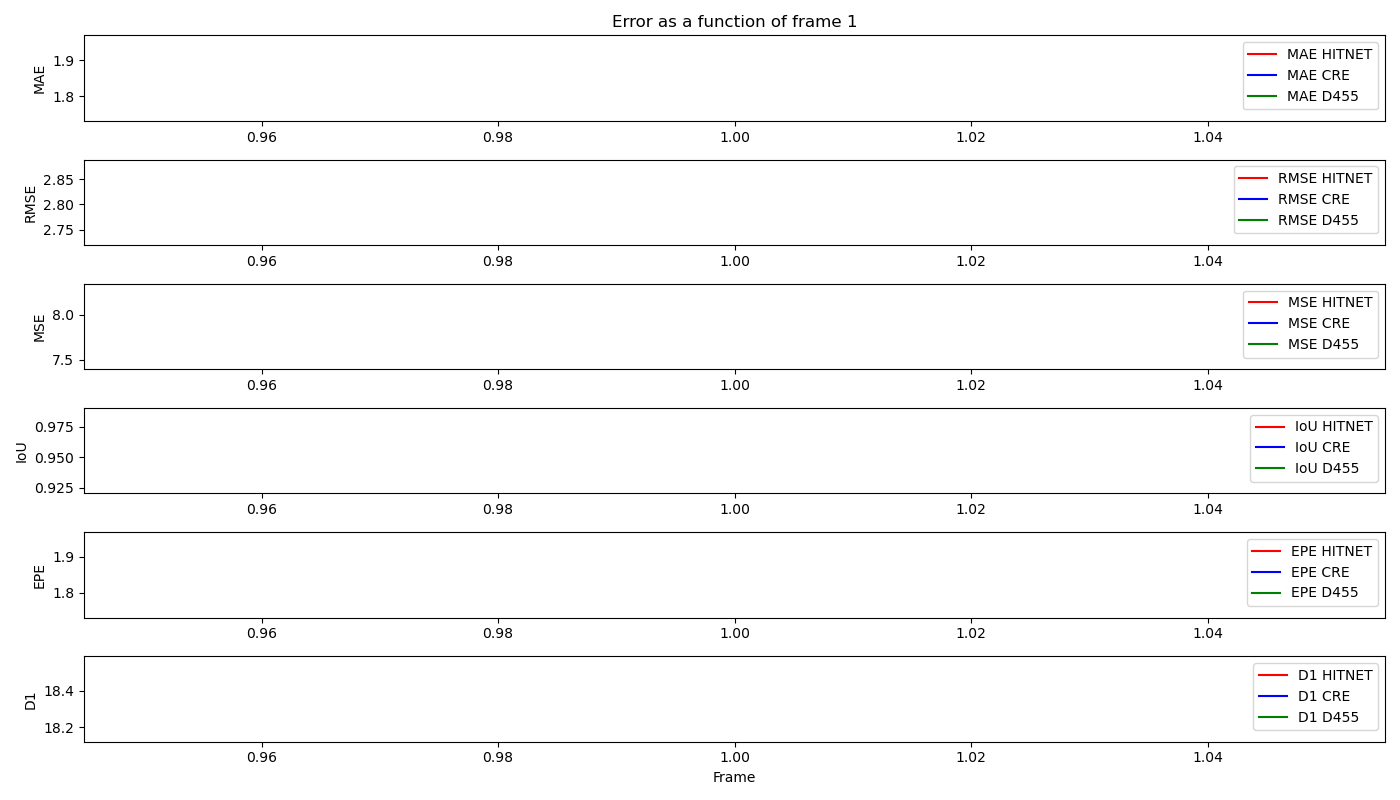 Error as a function of frame 1
MAE
1.9
1.8
MAE HITNET
MAE CRE
MAE D455
0.96 0.98 1.00 1.02 1.04
RMSE
2.85
2.80
2.75
RMSE HITNET
RMSE CRE
RMSE D455
0.96 0.98 1.00 1.02 1.04
MSE
8.0
7.5
MSE HITNET
MSE CRE
MSE D455
0.96 0.98 1.00 1.02 1.04
IoU
0.975
0.950
0.925
IoU HITNET
IoU CRE
IoU D455
0.96 0.98 1.00 1.02 1.04
EPE
1.9
1.8
EPE HITNET
EPE CRE
EPE D455
0.96 0.98 1.00 1.02 1.04
D1
18.4
18.2
D1 HITNET
D1 CRE
D1 D455
0.96 0.98 1.00 1.02 1.04
Frame